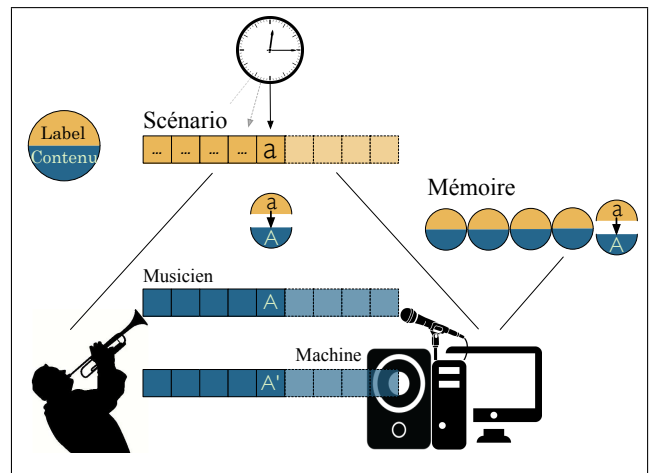 Scénario
Label
Contenu
... ... ... ... a
Mémoire
a
A
a
A
Musicien
A
Machine
A'